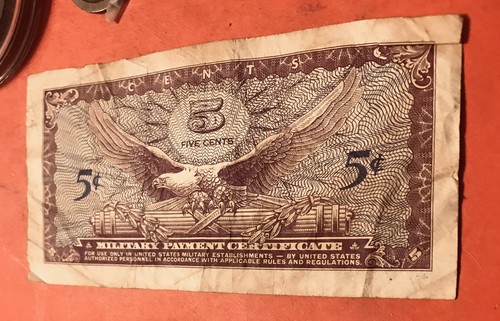 CENTS
5
FIVE CENTS
5¢ 5¢
MILITARY PAYMENT CERTIFICATE
FOR USE ONLY IN UNITED STATES MILITARY ESTABLISHMENTS — BY UNITED STATES
AUTHORIZED PERSONNEL IN ACCORDANCE WITH APPLICABLE RULES AND REGULATIONS.